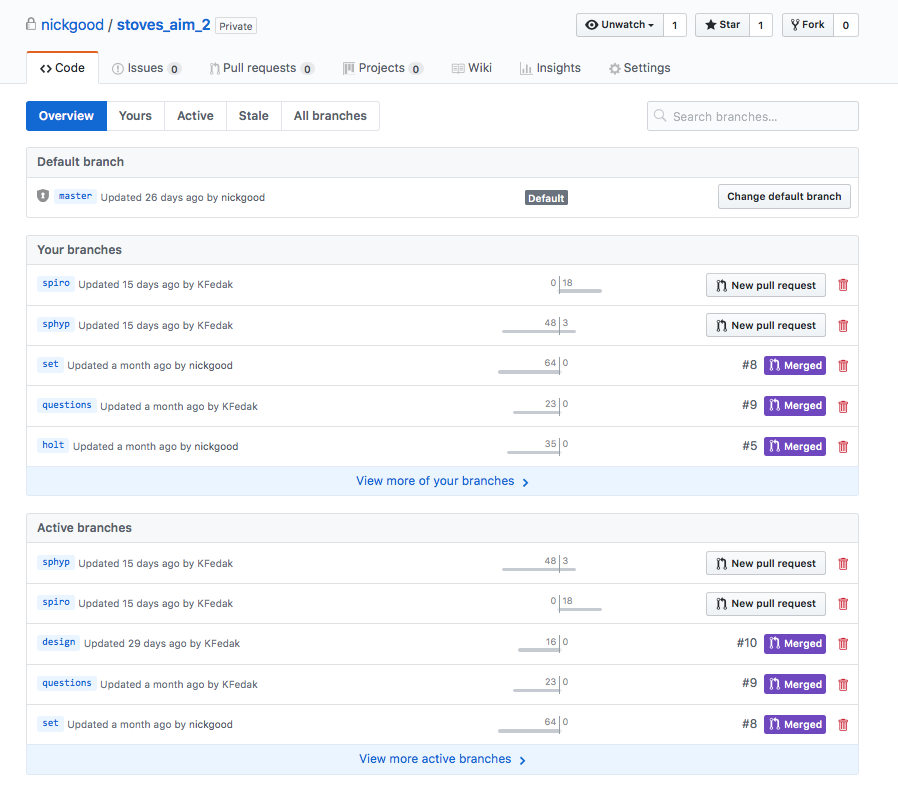 nickgood / stoves_aim_2 Private Unwatch 1 Star 1 Fork 0
Code Issues 0 Pull requests 0 Projects 0 Wiki Insights Settings
Overview Yours Active Stale All branches Search branches...
Default branch
master Updated 26 days ago by nickgood Default Change default branch
Your branches
spiro Updated 15 days ago by KFedak 0 18 New pull request
sphyp Updated 15 days ago by KFedak 48 3 New pull request
set Updated a month ago by nickgood 64 0 #8 Merged
questions Updated a month ago by KFedak 23 0 #9 Merged
holt Updated a month ago by nickgood 35 0 #5 Merged
View more of your branches
Active branches
sphyp Updated 15 days ago by KFedak 48 3 New pull request
spiro Updated 15 days ago by KFedak 0 18 New pull request
design Updated 29 days ago by KFedak 16 0 #10 Merged
questions Updated a month ago by KFedak 23 0 #9 Merged
set Updated a month ago by nickgood 64 0 #8 Merged
View more active branches